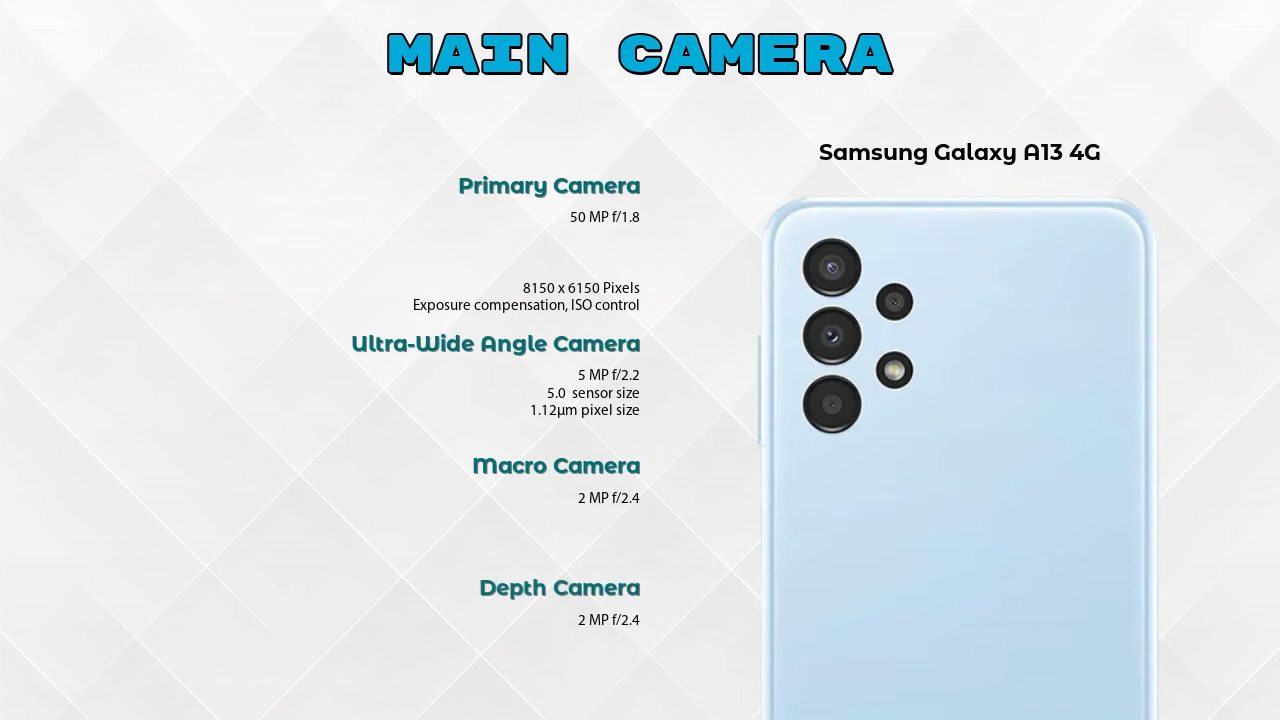 MAIN CAMERA
Samsung Galaxy A13 4G
Primary Camera
50 MP f/1.8
8150 x 6150 Pixels
Exposure compensation, ISO control
Ultra-Wide Angle Camera
5 MP f/2.2
5.0 sensor size
1.12µm pixel size
Macro Camera
2 MP f/2.4
Depth Camera
2 MP f/2.4